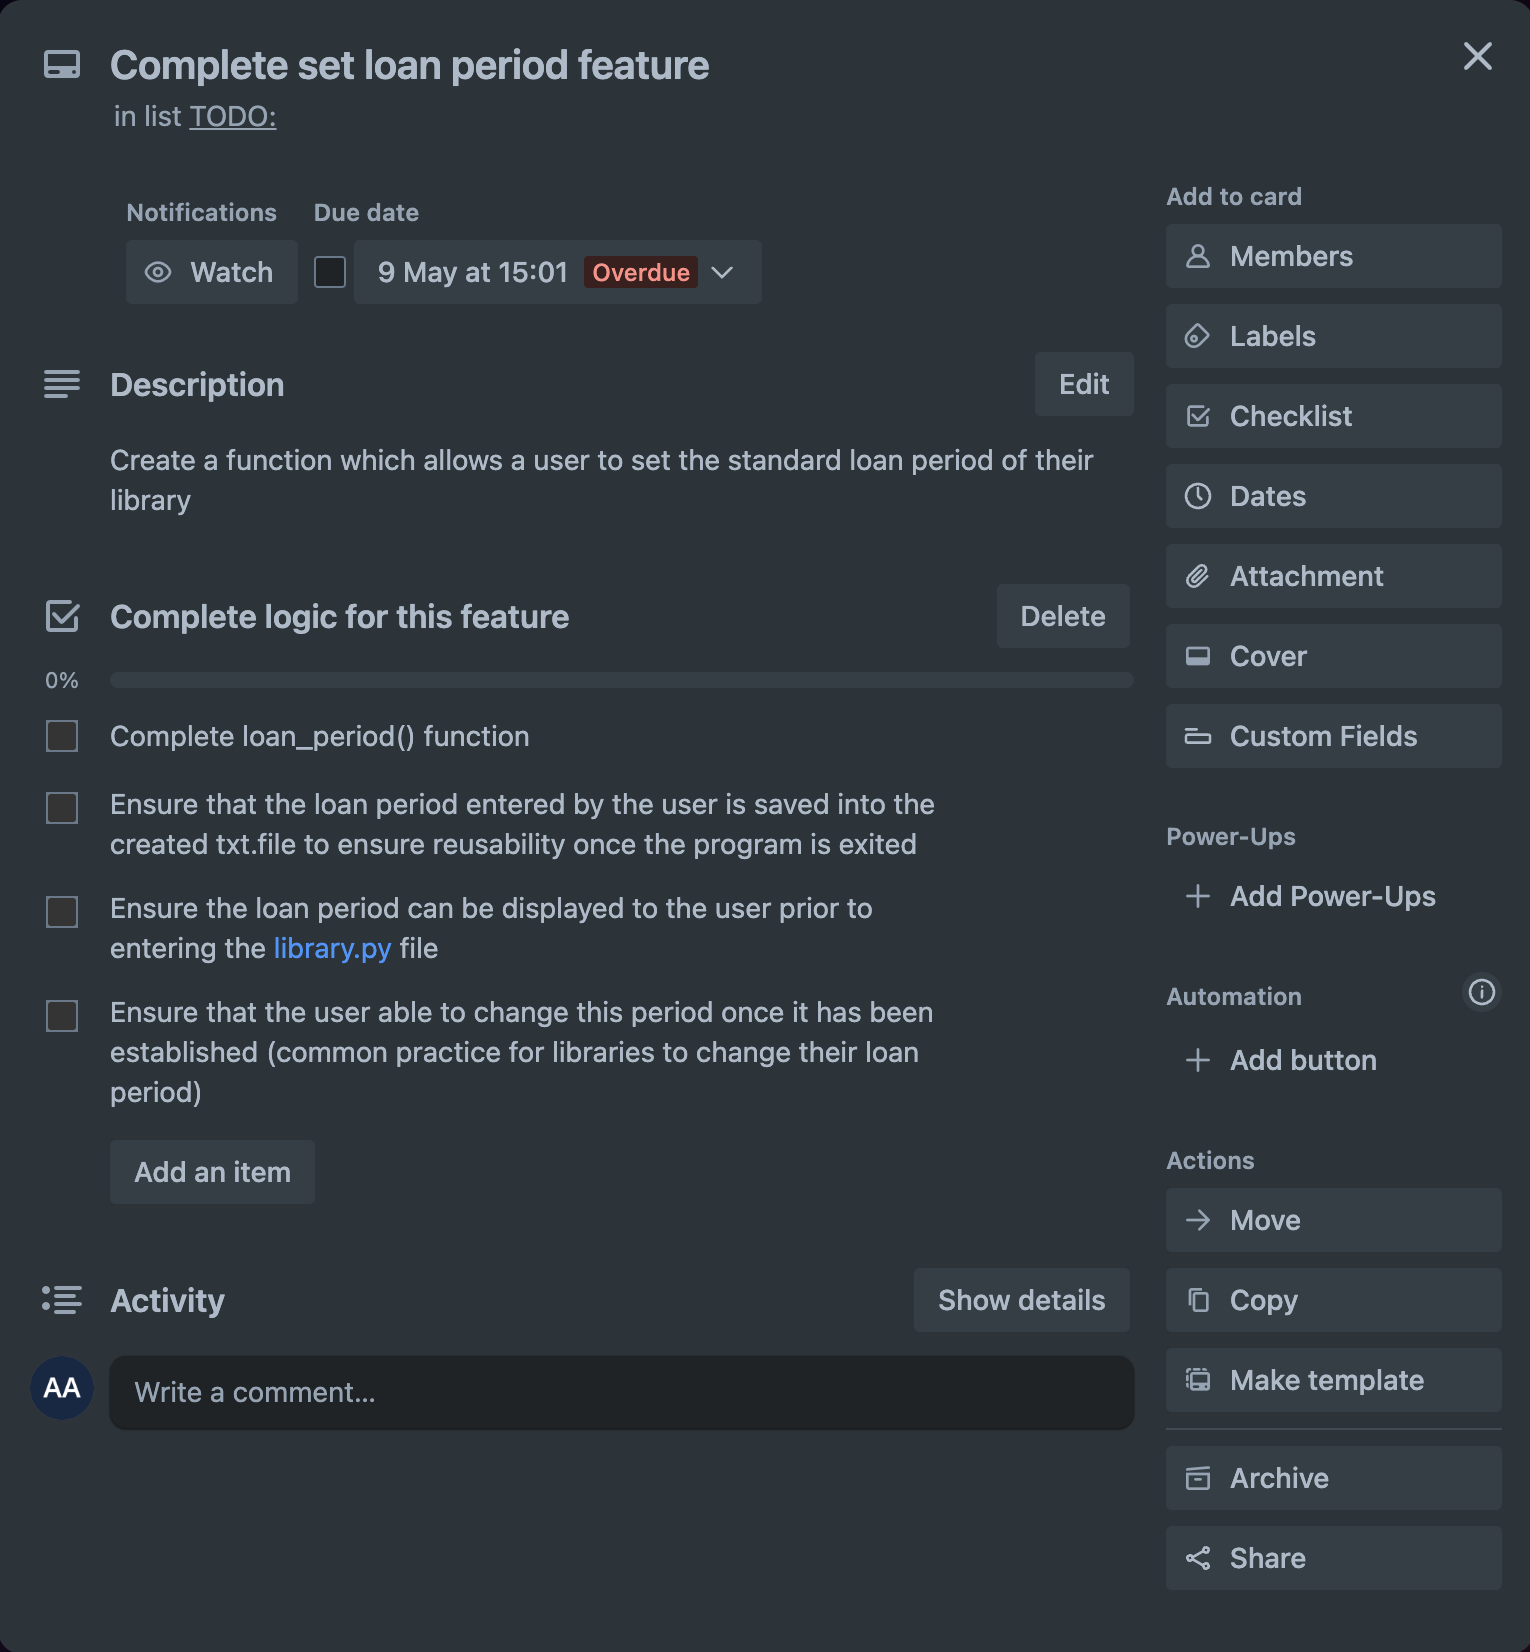 Complete set loan period feature
in list TODO:
Notifications
Watch
Due date
9 May at 15:01 Overdue
Description
Edit
Create a function which allows a user to set the standard loan period of their
library
Complete logic for this feature
Delete
0%
Complete loan_period() function
Ensure that the loan period entered by the user is saved into the
created txt.file to ensure reusability once the program is exited
Ensure the loan period can be displayed to the user prior to
entering the library.py file
Ensure that the user able to change this period once it has been
established (common practice for libraries to change their loan
period)
Add an item
Activity
Show details
AA
Write a comment...
Add to card
Members
Labels
Checklist
Dates
Attachment
Cover
Custom Fields
Power-Ups
Add Power-Ups
Automation
Add button
Actions
Move
Copy
Make template
Archive
Share